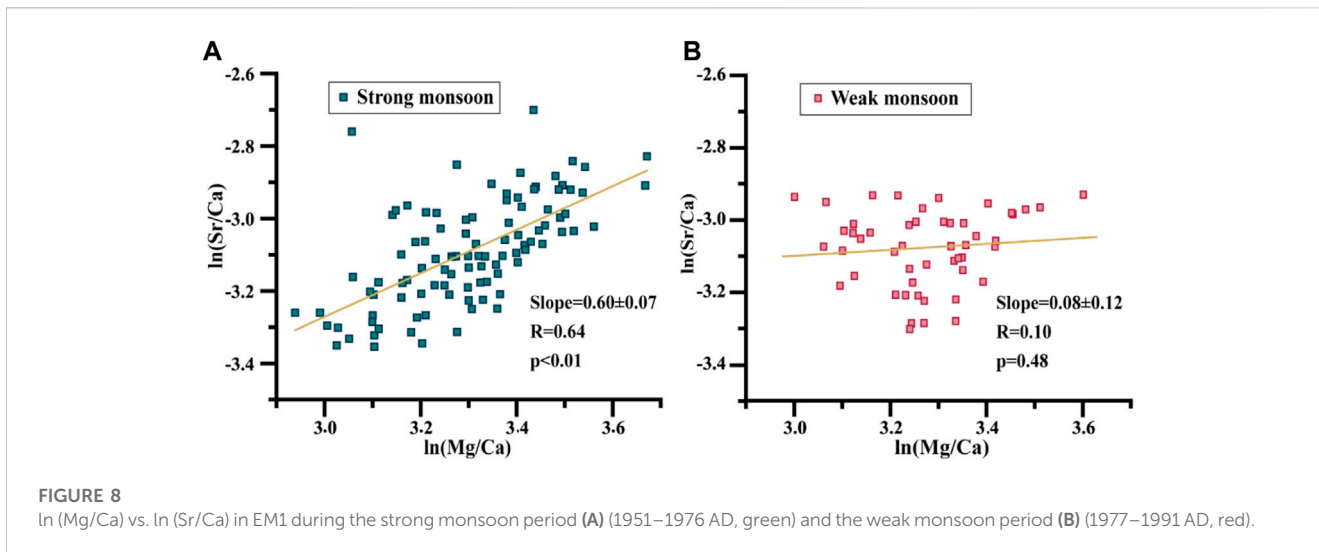 A
B
-2.6
-2.8
-3.0
-3.2
-3.4
ln(Sr/Ca)
Strong monsoon
Slope=0.60±0.07
R=0.64
p<0.01
3.0 3.2 3.4 3.6
ln(Mg/Ca)
-2.6
-2.8
-3.0
-3.2
-3.4
ln(Sr/Ca)
Weak monsoon
Slope=0.08±0.12
R=0.10
p=0.48
3.0 3.2 3.4 3.6
ln(Mg/Ca)
FIGURE 8
ln (Mg/Ca) vs. ln (Sr/Ca) in EM1 during the strong monsoon period (A) (1951–1976 AD, green) and the weak monsoon period (B) (1977–1991 AD, red).